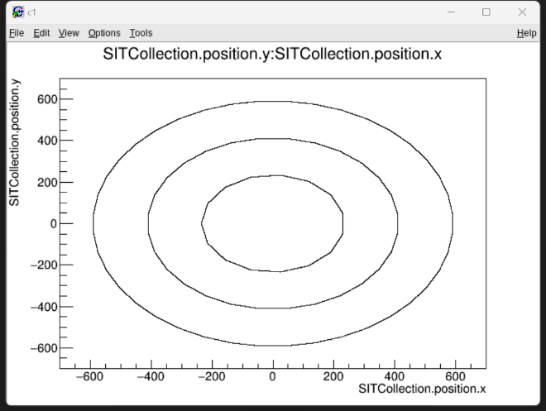 c1
File Edit View Options Tools Help
SITCollection.position.y:SITCollection.position.x
SITCollection.position.y
600
400
200
0
−200
−400
−600
−600 −400 −200 0 200 400 600
SITCollection.position.x